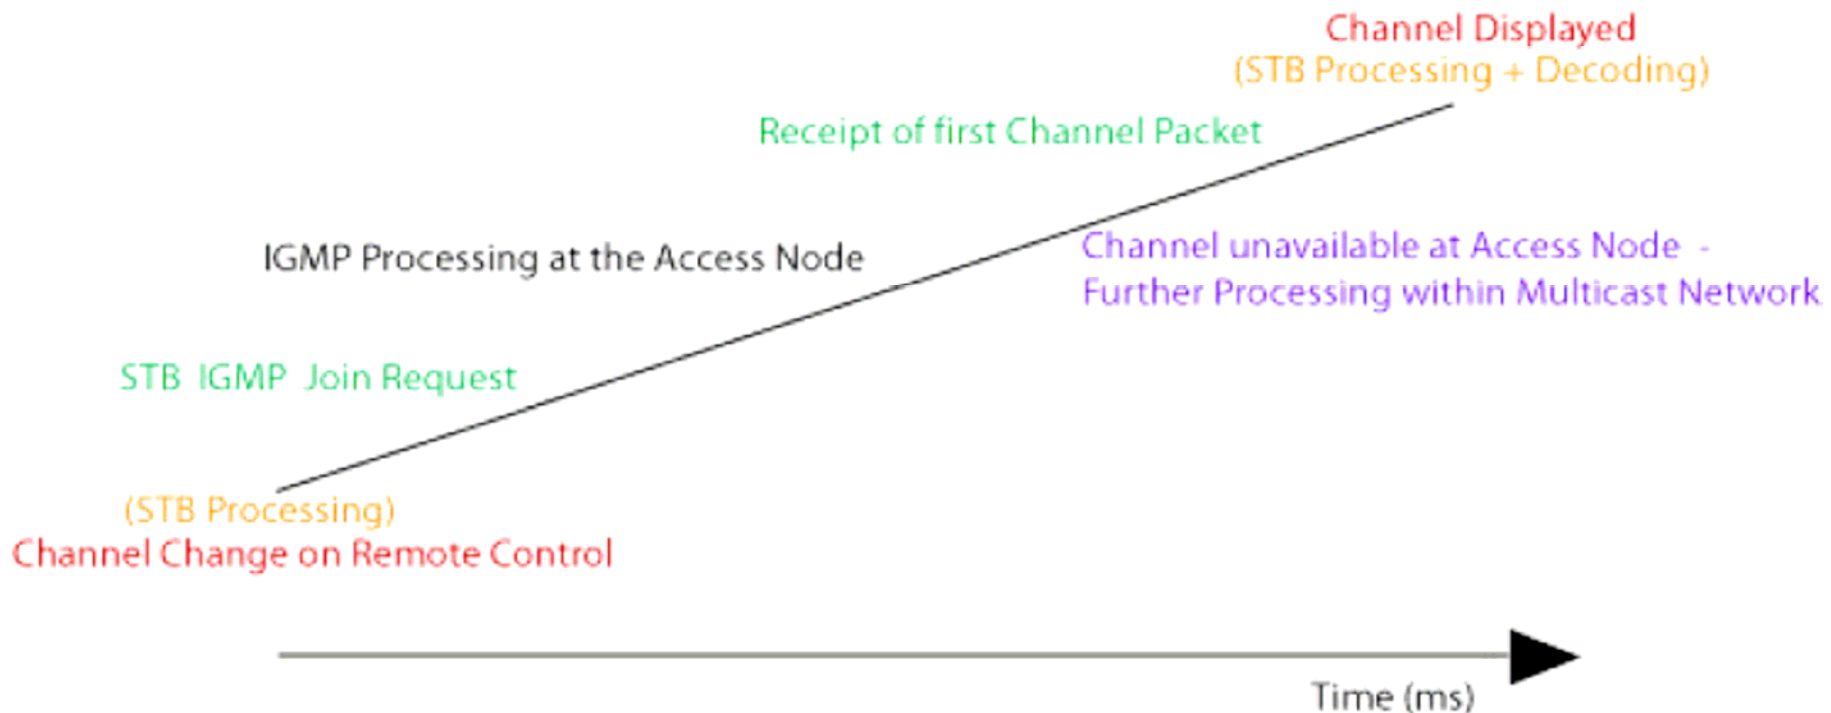 Channel Displayed
(STB Processing + Decoding)
Receipt of first Channel Packet
IGMP Processing at the Access Node
Channel unavailable at Access Node -
Further Processing within Multicast Network
STB IGMP Join Request
(STB Processing)
Channel Change on Remote Control
Time (ms)